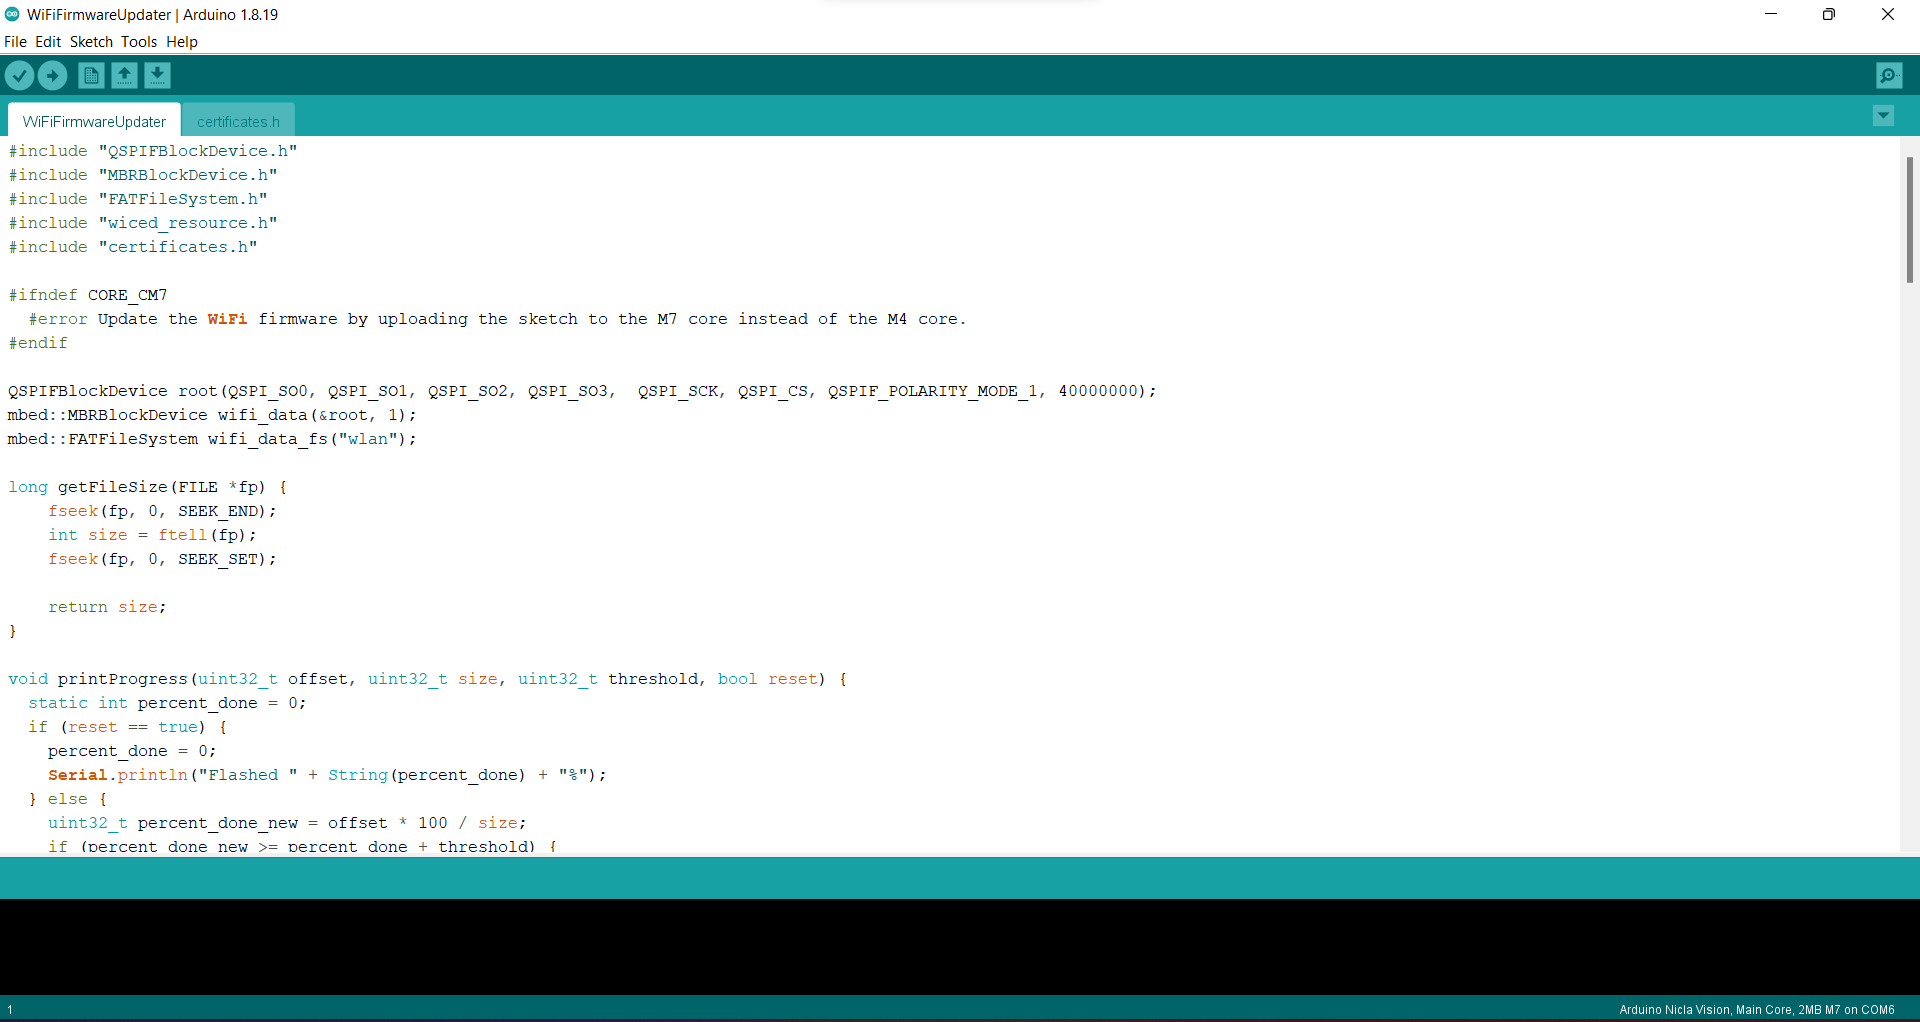 WiFiFirmwareUpdater | Arduino 1.8.19
File Edit Sketch Tools Help
WiFiFirmwareUpdater certificates.h
#include "QSPIFBlockDevice.h"
#include "MBRBlockDevice.h"
#include "FATFileSystem.h"
#include "wiced_resource.h"
#include "certificates.h"
#ifndef CORE_CM7
  #error Update the WiFi firmware by uploading the sketch to the M7 core instead of the M4 core.
#endif
QSPIFBlockDevice root(QSPI_SO0, QSPI_SO1, QSPI_SO2, QSPI_SO3,  QSPI_SCK, QSPI_CS, QSPIF_POLARITY_MODE_1, 40000000);
mbed::MBRBlockDevice wifi_data(&root, 1);
mbed::FATFileSystem wifi_data_fs("wlan");
long getFileSize(FILE *fp) {
    fseek(fp, 0, SEEK_END);
    int size = ftell(fp);
    fseek(fp, 0, SEEK_SET);
    return size;
}
void printProgress(uint32_t offset, uint32_t size, uint32_t threshold, bool reset) {
  static int percent_done = 0;
  if (reset == true) {
    percent_done = 0;
    Serial.println("Flashed " + String(percent_done) + "%");
  } else {
    uint32_t percent_done_new = offset * 100 / size;
    if (percent_done_new >= percent_done + threshold) {
1
Arduino Nicla Vision, Main Core, 2MB M7 on COM6